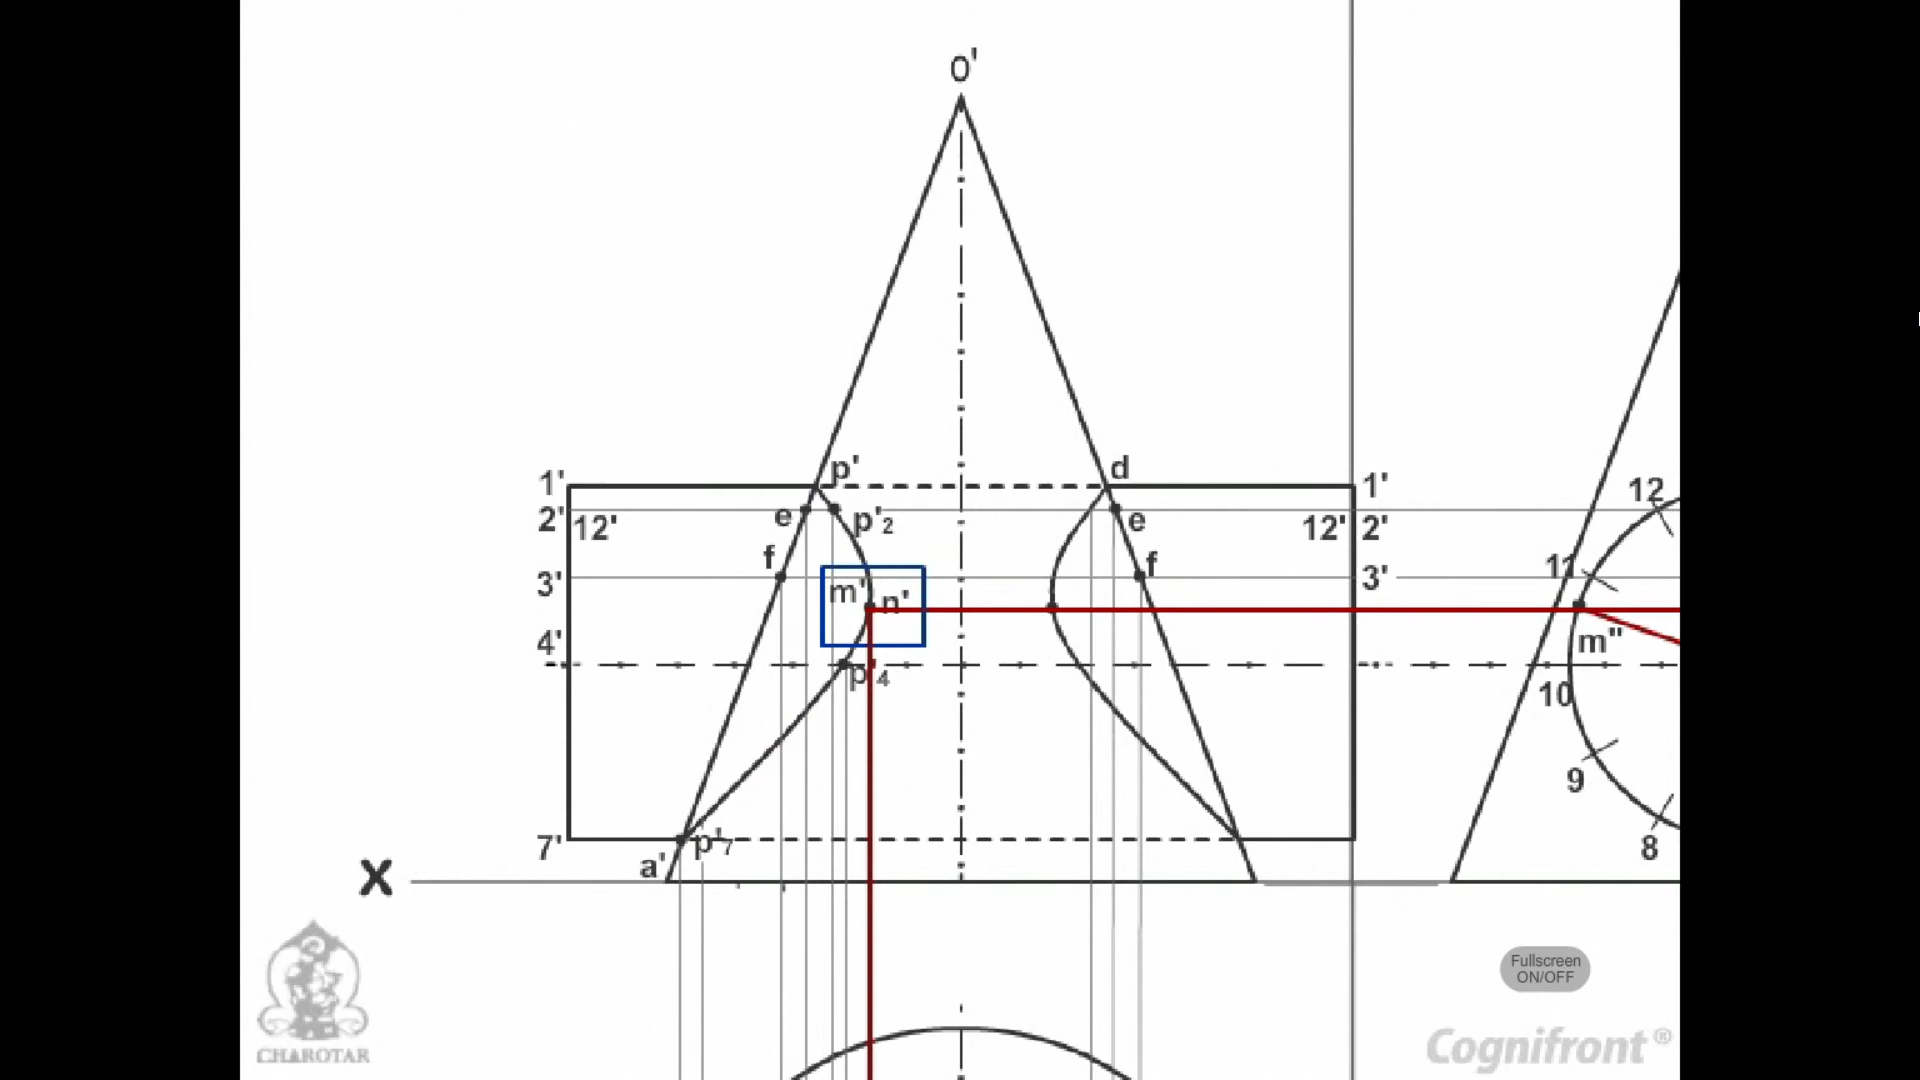 o'
p'
d
1'
1'
2'
12'
e
p'2
e
12'
2'
12
f
f
11
3'
3'
m'
n'
4'
m"
p'4
10
9
7'
p'7
8
a'
X
Fullscreen
ON/OFF
CHAROTAR
Cognifront®